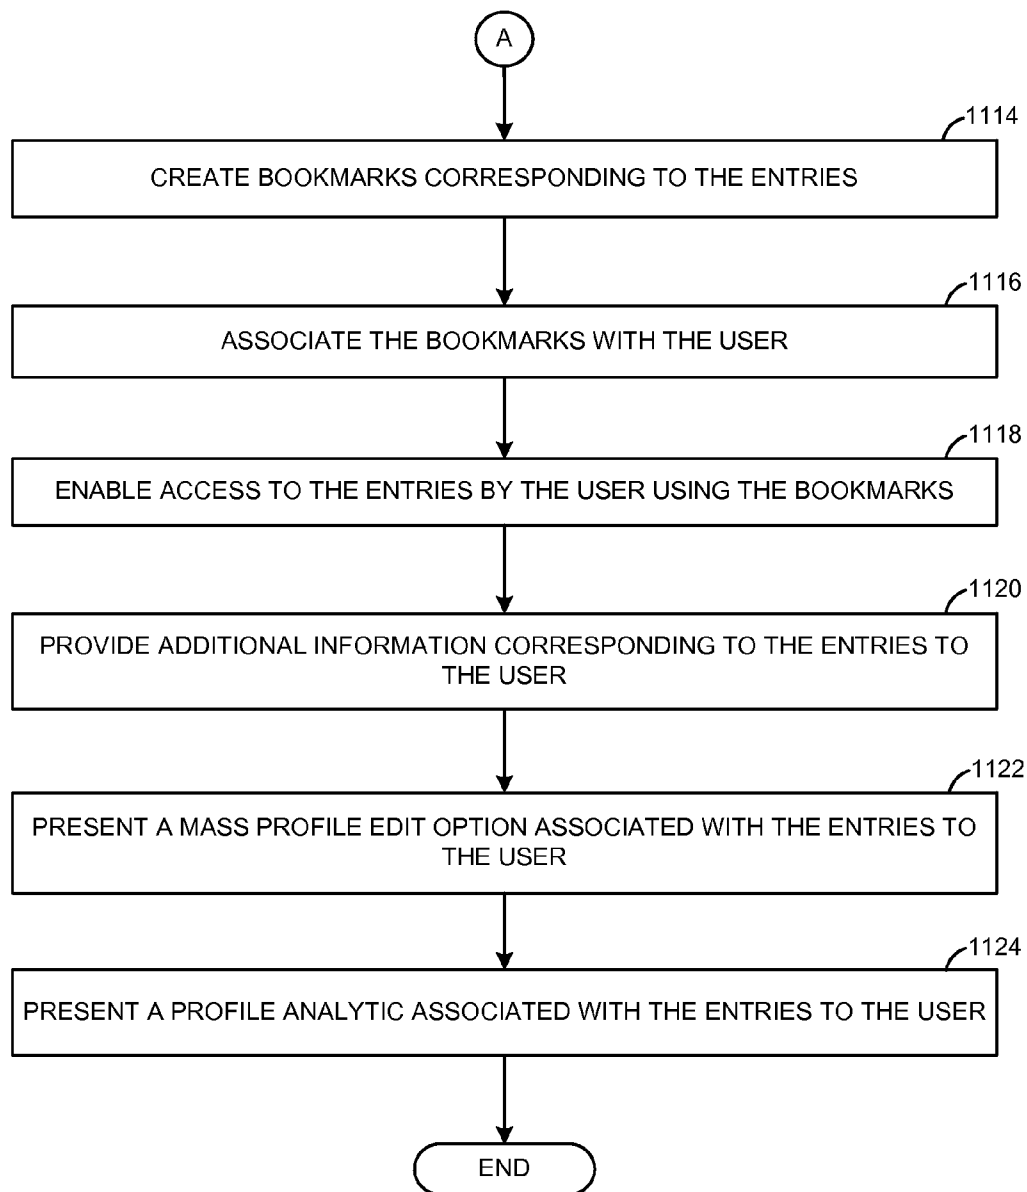 A
1114
CREATE BOOKMARKS CORRESPONDING TO THE ENTRIES
1116
ASSOCIATE THE BOOKMARKS WITH THE USER
1118
ENABLE ACCESS TO THE ENTRIES BY THE USER USING THE BOOKMARKS
1120
PROVIDE ADDITIONAL INFORMATION CORRESPONDING TO THE ENTRIES TO
THE USER
1122
PRESENT A MASS PROFILE EDIT OPTION ASSOCIATED WITH THE ENTRIES TO
THE USER
1124
PRESENT A PROFILE ANALYTIC ASSOCIATED WITH THE ENTRIES TO THE USER
END